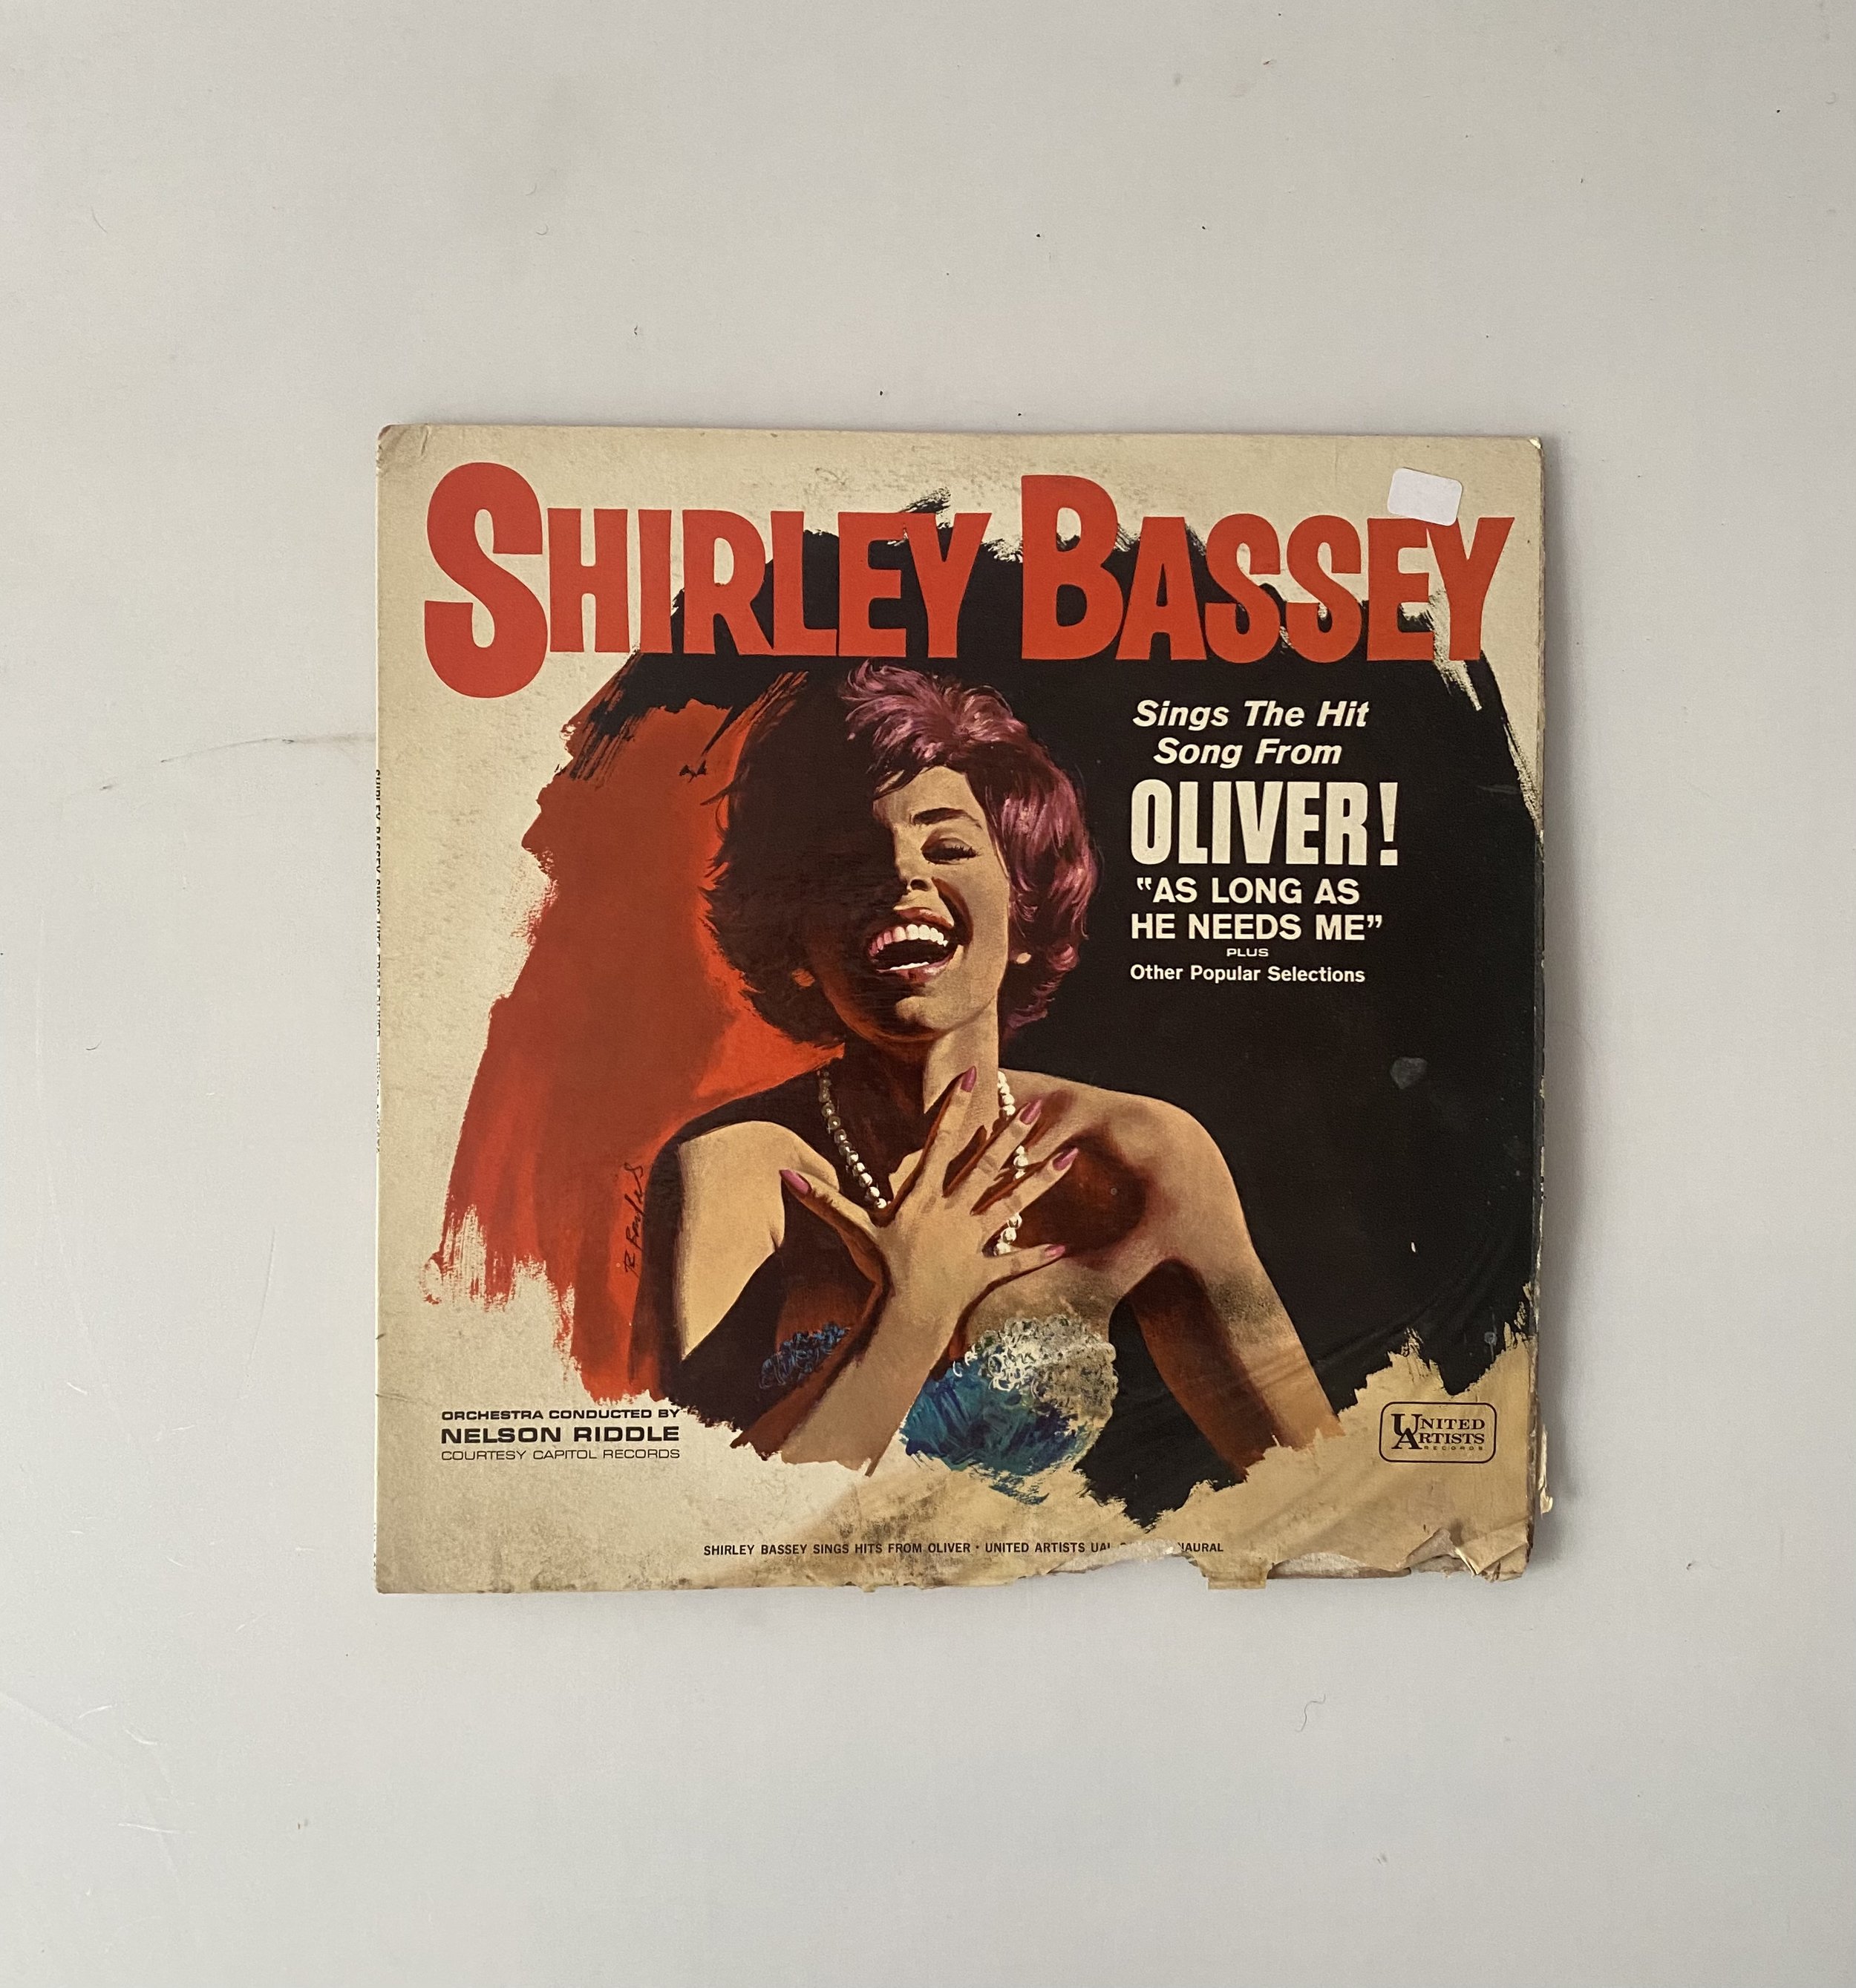 SHIRLEY BASSEY
Sings The Hit
Song From
OLIVER!
"AS LONG AS
HE NEEDS ME"
PLUS
Other Popular Selections
ORCHESTRA CONDUCTED BY
NELSON RIDDLE
COURTESY CAPITOL RECORDS
UNITED
ARTISTS
RECORDS
SHIRLEY BASSEY SINGS HITS FROM OLIVER • UNITED ARTISTS UAL